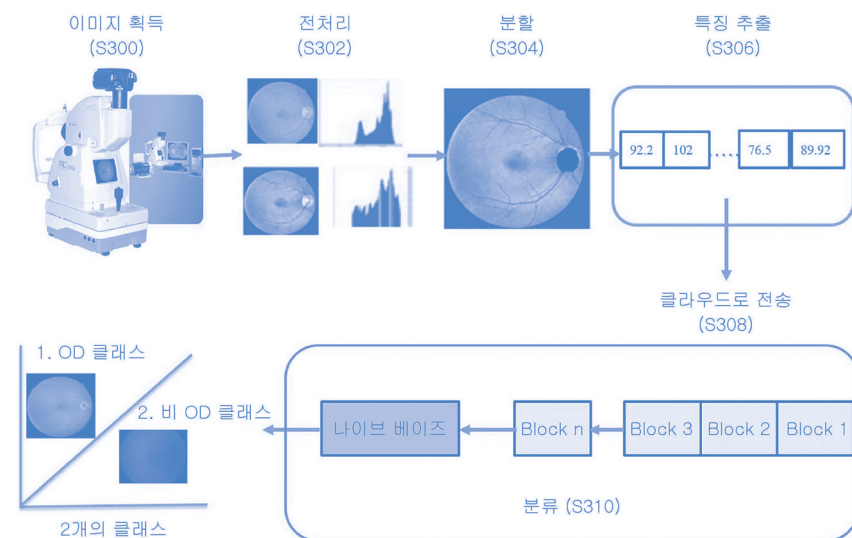 이미지 획득
(S300)
전처리
(S302)
분할
(S304)
특징 추출
(S306)
92.2 102 ..... 76.5 89.92
클라우드로 전송
(S308)
1. OD 클래스
2. 비 OD 클래스
2개의 클래스
나이브 베이즈
Block n
Block 3
Block 2
Block 1
분류 (S310)